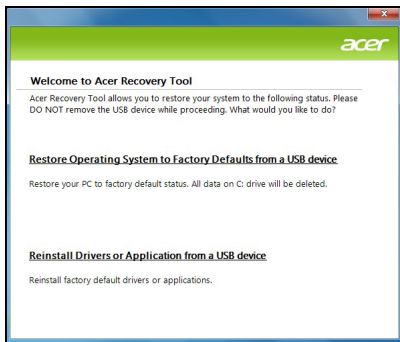 acer
Welcome to Acer Recovery Tool
Acer Recovery Tool allows you to restore your system to the following status. Please
DO NOT remove the USB device while proceeding. What would you like to do?
Restore Operating System to Factory Defaults from a USB device
Restore your PC to factory default status. All data on C: drive will be deleted.
Reinstall Drivers or Application from a USB device
Reinstall factory default drivers or applications.